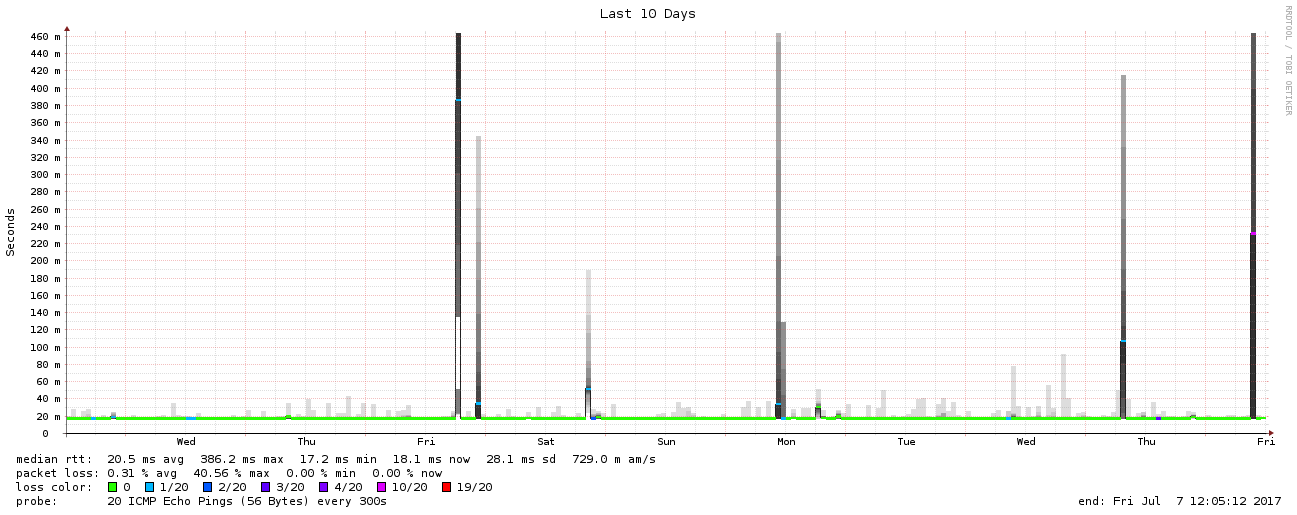 Last 10 Days
RRDTOOL / TOBI OETIKER
Seconds
460 m
440 m
420 m
400 m
380 m
360 m
340 m
320 m
300 m
280 m
260 m
240 m
220 m
200 m
180 m
160 m
140 m
120 m
100 m
80 m
60 m
40 m
20 m
0
Wed Thu Fri Sat Sun Mon Tue Wed Thu Fri
median rtt: 20.5 ms avg 386.2 ms max 17.2 ms min 18.1 ms now 28.1 ms sd 729.0 m am/s
packet loss: 0.31 % avg 40.56 % max 0.00 % min 0.00 % now
loss color: 0 1/20 2/20 3/20 4/20 10/20 19/20
probe: 20 ICMP Echo Pings (56 Bytes) every 300s end: Fri Jul 7 12:05:12 2017